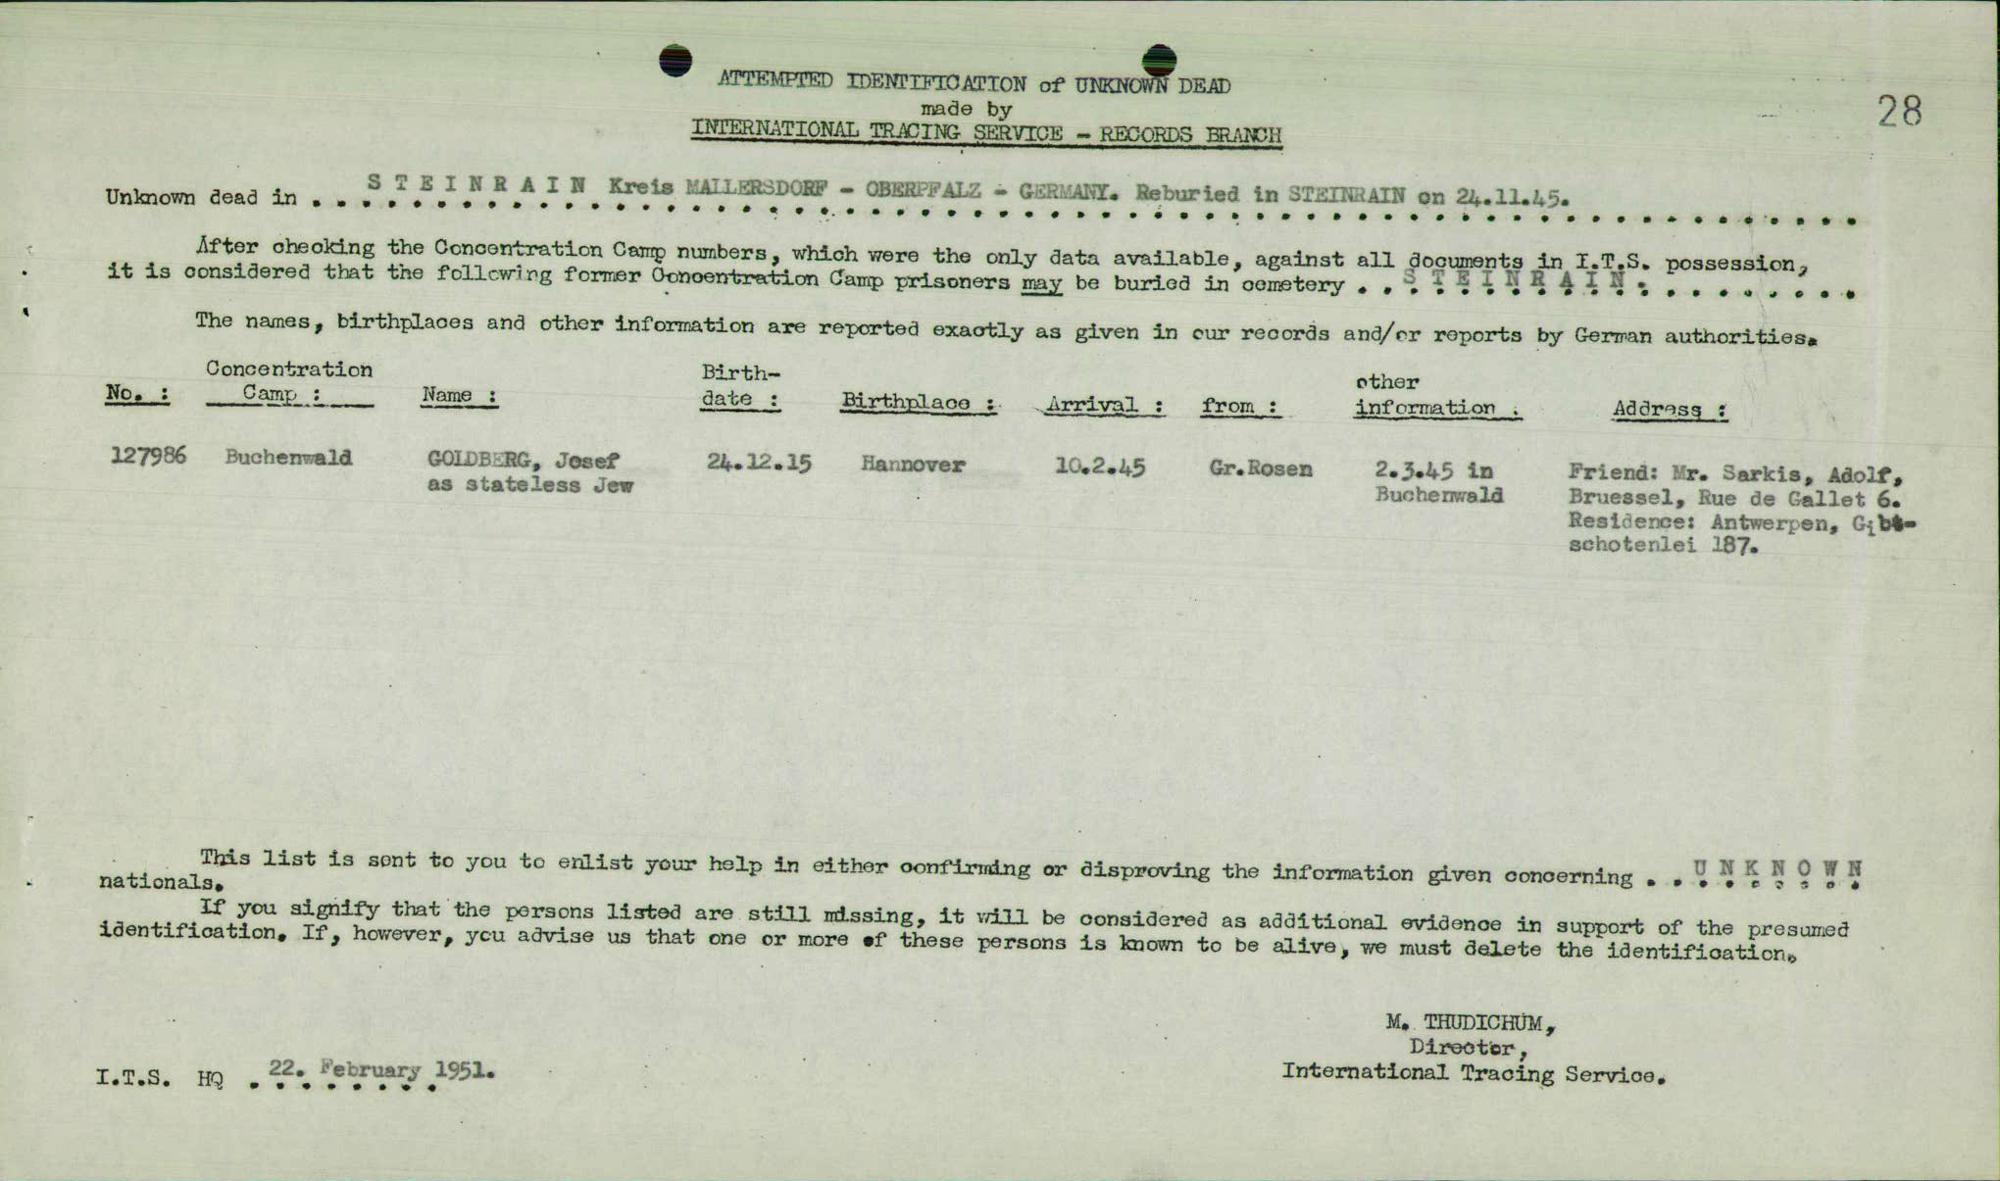 28
ATTEMPTED IDENTIFICATION of UNKNOWN DEAD
made by
INTERNATIONAL TRACING SERVICE - RECORDS BRANCH
Unknown dead in . . S T E I N R A I N Kreis MALLERSDORF - OBERPFALZ - GERMANY. Reburied in STEINRAIN on 24.11.45.
After checking the Concentration Camp numbers, which were the only data available, against all documents in I.T.S. possession,
it is considered that the following former Concentration Camp prisoners may be buried in cemetery . . S T E I N R A I N .
The names, birthplaces and other information are reported exactly as given in our records and/or reports by German authorities.
No. : Concentration Camp : Name : Birth-date : Birthplace : Arrival : from : other information : Address :
127986 Buchenwald GOLDBERG, Josef 24.12.15 Hannover 10.2.45 Gr.Rosen 2.3.45 in Friend: Mr. Sarkis, Adolf,
as stateless Jew Buchenwald Bruessel, Rue de Gallet 6.
Residence: Antwerpen,
schotenlei 187.
This list is sent to you to enlist your help in either confirming or disproving the information given concerning . . U N K N O W N
nationals.
If you signify that the persons listed are still missing, it will be considered as additional evidence in support of the presumed
identification. If, however, you advise us that one or more of these persons is known to be alive, we must delete the identification.
M. THUDICHUM,
Director,
International Tracing Service.
I.T.S. HQ 22. February 1951.